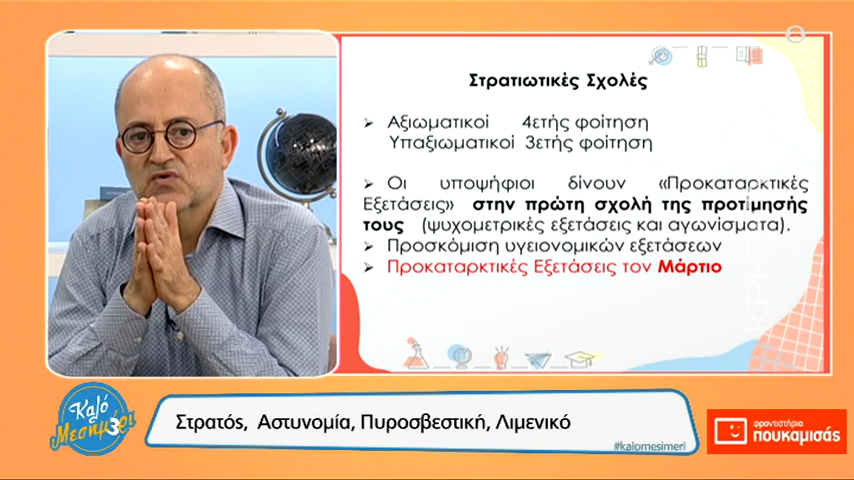 Στρατιωτικές Σχολές
➢ Αξιωματικοί 4ετής φοίτηση
Υπαξιωματικοί 3ετής φοίτηση
➢ Οι υποψήφιοι δίνουν «Προκαταρκτικές
Εξετάσεις» στην πρώτη σχολή της προτίμησής
τους (ψυχομετρικές εξετάσεις και αγωνίσματα).
➢ Προσκόμιση υγειονομικών εξετάσεων
➢ Προκαταρκτικές Εξετάσεις τον Μάρτιο
ΚΡΗΤΗ
Καλό
Μεσημέρι
3
Στρατός, Αστυνομία, Πυροσβεστική, Λιμενικό
#kalomesimeri
φροντιστήρια
πουκαμισάς